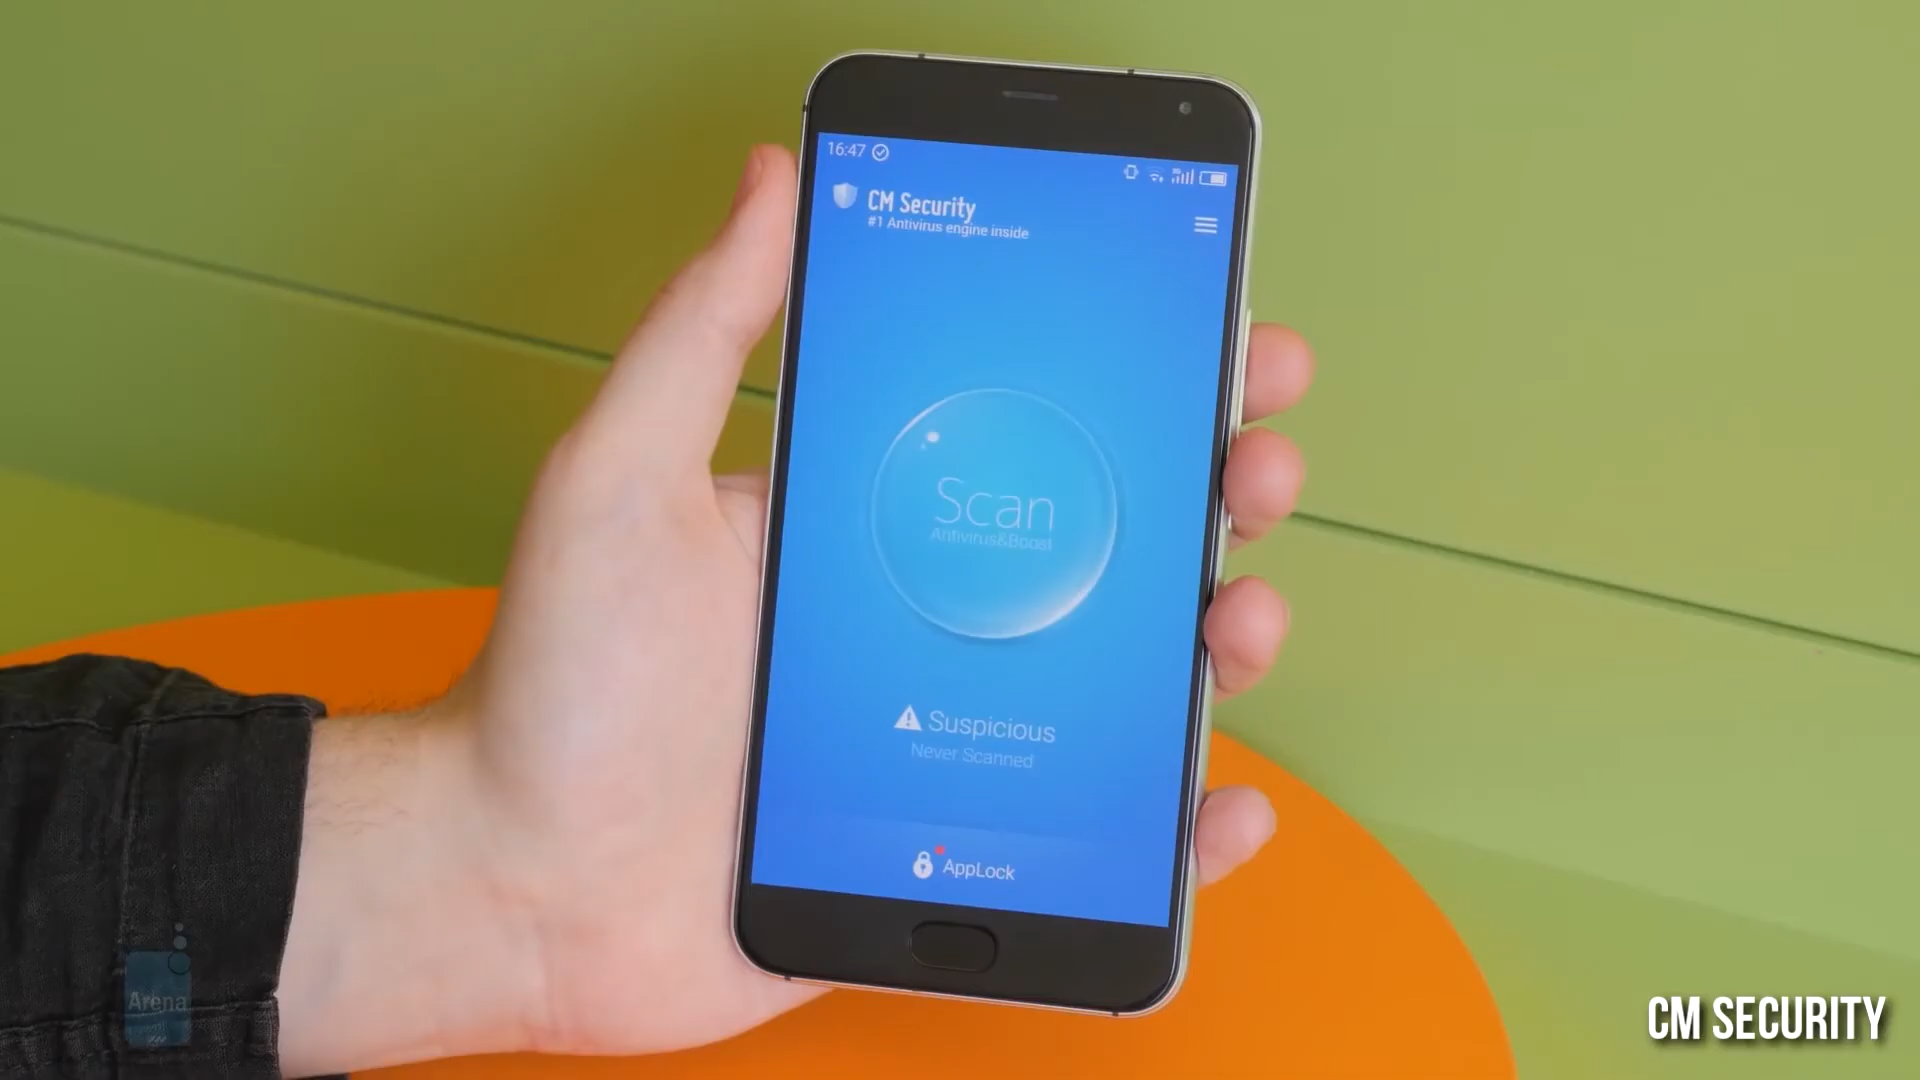 16:47
CM Security
#1 Antivirus engine inside
Scan
Antivirus&Boost
Suspicious
Never Scanned
AppLock
Arena
CM SECURITY